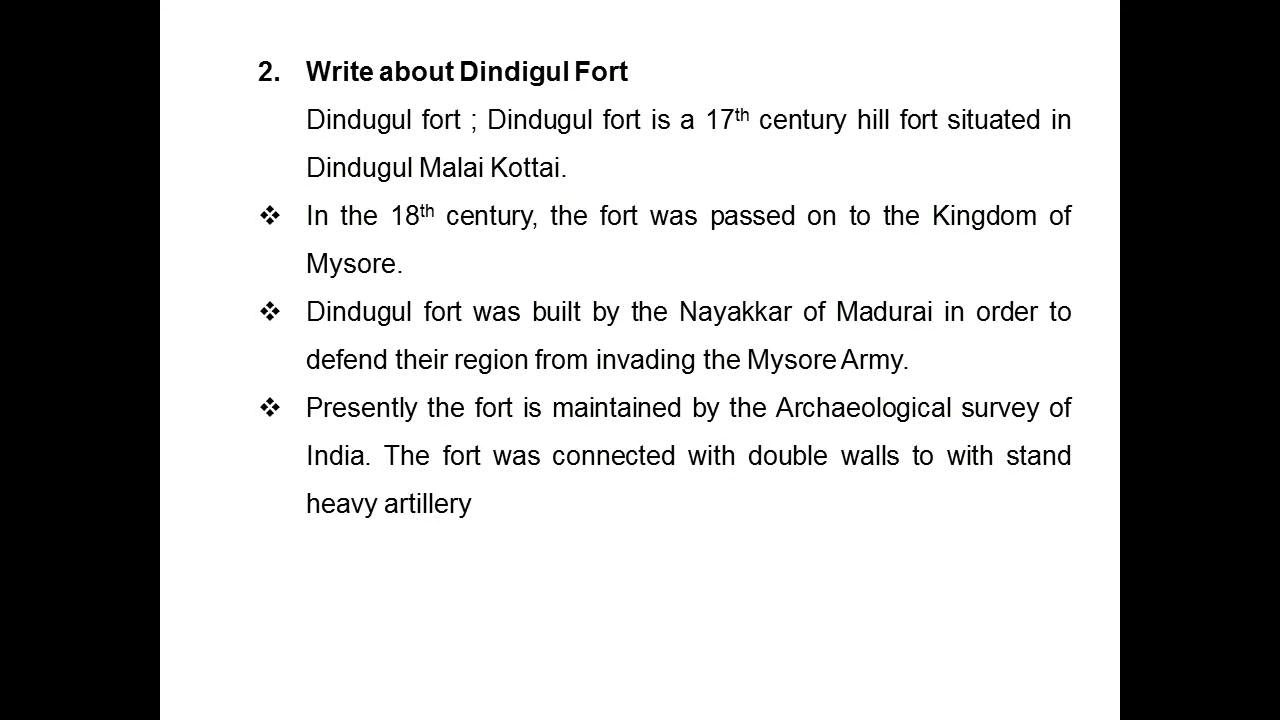 2. Write about Dindigul Fort
Dindugul fort ; Dindugul fort is a 17th century hill fort situated in
Dindugul Malai Kottai.
❖ In the 18th century, the fort was passed on to the Kingdom of
Mysore.
❖ Dindugul fort was built by the Nayakkar of Madurai in order to
defend their region from invading the Mysore Army.
❖ Presently the fort is maintained by the Archaeological survey of
India. The fort was connected with double walls to with stand
heavy artillery